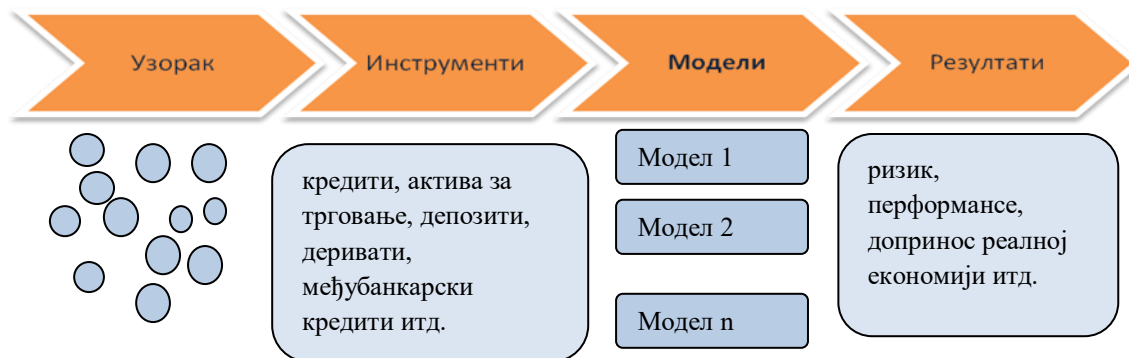 Узорак
Инструменти
Модели
Резултати
кредити, актива за
трговање, депозити,
деривати,
међубанкарски
кредити итд.
Модел 1
Модел 2
Модел n
ризик,
перформансе,
допринос реалној
економији итд.